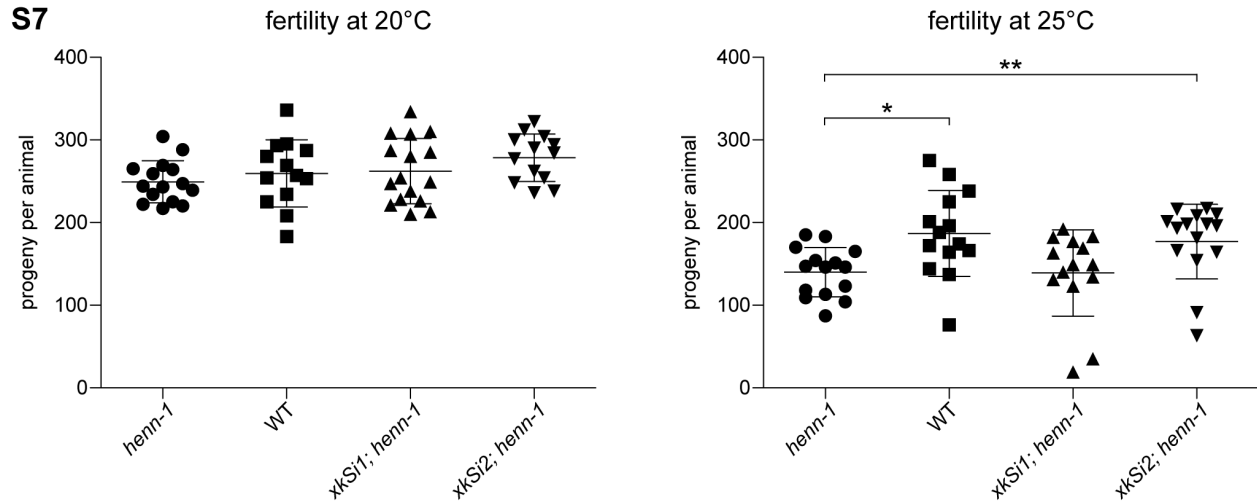 S7
fertility at 20°C
progeny per animal
400
300
200
100
0
henn-1
WT
xkSi1; henn-1
xkSi2; henn-1
fertility at 25°C
progeny per animal
400
300
200
100
0
**
*
henn-1
WT
xkSi1; henn-1
xkSi2; henn-1